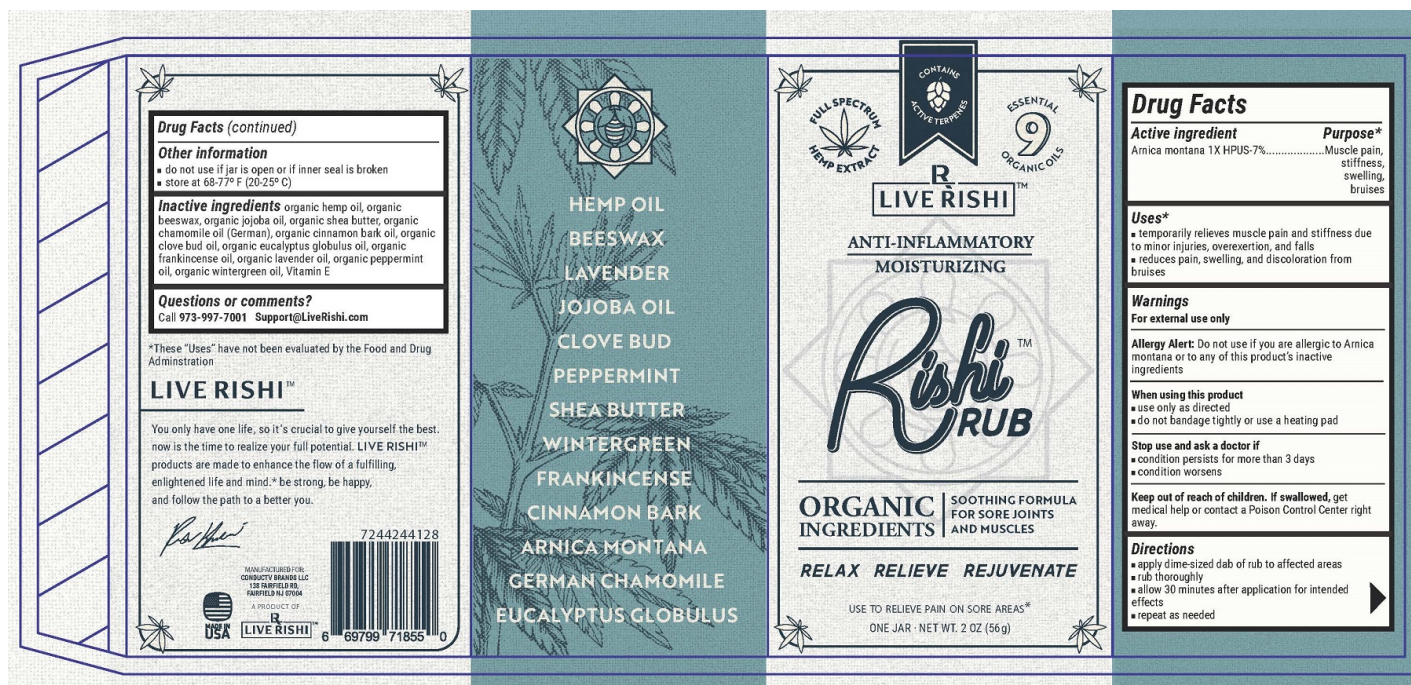 Drug Facts (continued)
Other information
▪ do not use if jar is open or if inner seal is broken
▪ store at 68-77º F (20-25º C)
Inactive ingredients organic hemp oil, organic
beeswax, organic jojoba oil, organic shea butter, organic
chamomile oil (German), organic cinnamon bark oil, organic
clove bud oil, organic eucalyptus globulus oil, organic
frankincense oil, organic lavender oil, organic peppermint
oil, organic wintergreen oil, Vitamin E
Questions or comments?
Call 973-997-7001 Support@LiveRishi.com
*These "Uses" have not been evaluated by the Food and Drug
Adminstration
LIVE RISHI™
You only have one life, so it's crucial to give yourself the best.
now is the time to realize your full potential. LIVE RISHI™
products are made to enhance the flow of a fulfilling,
enlightened life and mind.* be strong, be happy,
and follow the path to a better you.
7244244128
MANUFACTURED FOR:
CONDUCTV BRANDS LLC
138 FAIRFIELD RD,
FAIRFIELD NJ 07004
A PRODUCT OF
LIVE RISHI™
MADE IN
USA
6 69799 71855 0
HEMP OIL
BEESWAX
LAVENDER
JOJOBA OIL
CLOVE BUD
PEPPERMINT
SHEA BUTTER
WINTERGREEN
FRANKINCENSE
CINNAMON BARK
ARNICA MONTANA
GERMAN CHAMOMILE
EUCALYPTUS GLOBULUS
CONTAINS
ACTIVE TERPENES
FULL SPECTRUM
HEMP EXTRACT
ESSENTIAL
9
ORGANIC OILS
R
LIVE RISHI™
ANTI-INFLAMMATORY
MOISTURIZING
Rishi™
RUB
ORGANIC
INGREDIENTS
SOOTHING FORMULA
FOR SORE JOINTS
AND MUSCLES
RELAX RELIEVE REJUVENATE
USE TO RELIEVE PAIN ON SORE AREAS*
ONE JAR · NET WT. 2 OZ (56g)
Drug Facts
Active ingredient Purpose*
Arnica montana 1X HPUS-7%...................Muscle pain,
stiffness,
swelling,
bruises
Uses*
▪ temporarily relieves muscle pain and stiffness due
to minor injuries, overexertion, and falls
▪ reduces pain, swelling, and discoloration from
bruises
Warnings
For external use only
Allergy Alert: Do not use if you are allergic to Arnica
montana or to any of this product's inactive
ingredients
When using this product
▪ use only as directed
▪ do not bandage tightly or use a heating pad
Stop use and ask a doctor if
▪ condition persists for more than 3 days
▪ condition worsens
Keep out of reach of children. If swallowed, get
medical help or contact a Poison Control Center right
away.
Directions
▪ apply dime-sized dab of rub to affected areas
▪ rub thoroughly
▪ allow 30 minutes after application for intended
effects
▪ repeat as needed